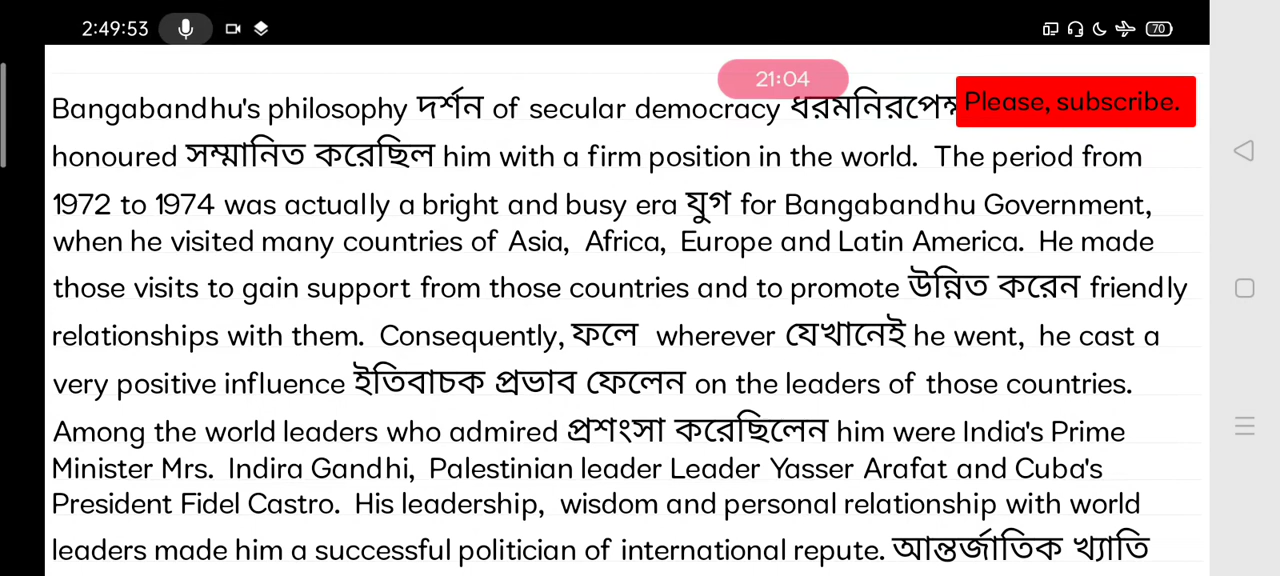 2:49:53
70
21:04
Bangabandhu's philosophy দর্শন of secular democracy
Please, subscribe.
honoured সম্মানিত করেছিল him with a firm position in the world. The period from
1972 to 1974 was actually a bright and busy era যুগ for Bangabandhu Government,
when he visited many countries of Asia, Africa, Europe and Latin America. He made
those visits to gain support from those countries and to promote উন্নিত করেন friendly
relationships with them. Consequently, ফলে wherever যেখানেই he went, he cast a
very positive influence ইতিবাচক প্রভাব ফেলেন on the leaders of those countries.
Among the world leaders who admired প্রশংসা করেছিলেন him were India's Prime
Minister Mrs. Indira Gandhi, Palestinian leader Leader Yasser Arafat and Cuba's
President Fidel Castro. His leadership, wisdom and personal relationship with world
leaders made him a successful politician of international repute. আন্তর্জাতিক খ্যাতি